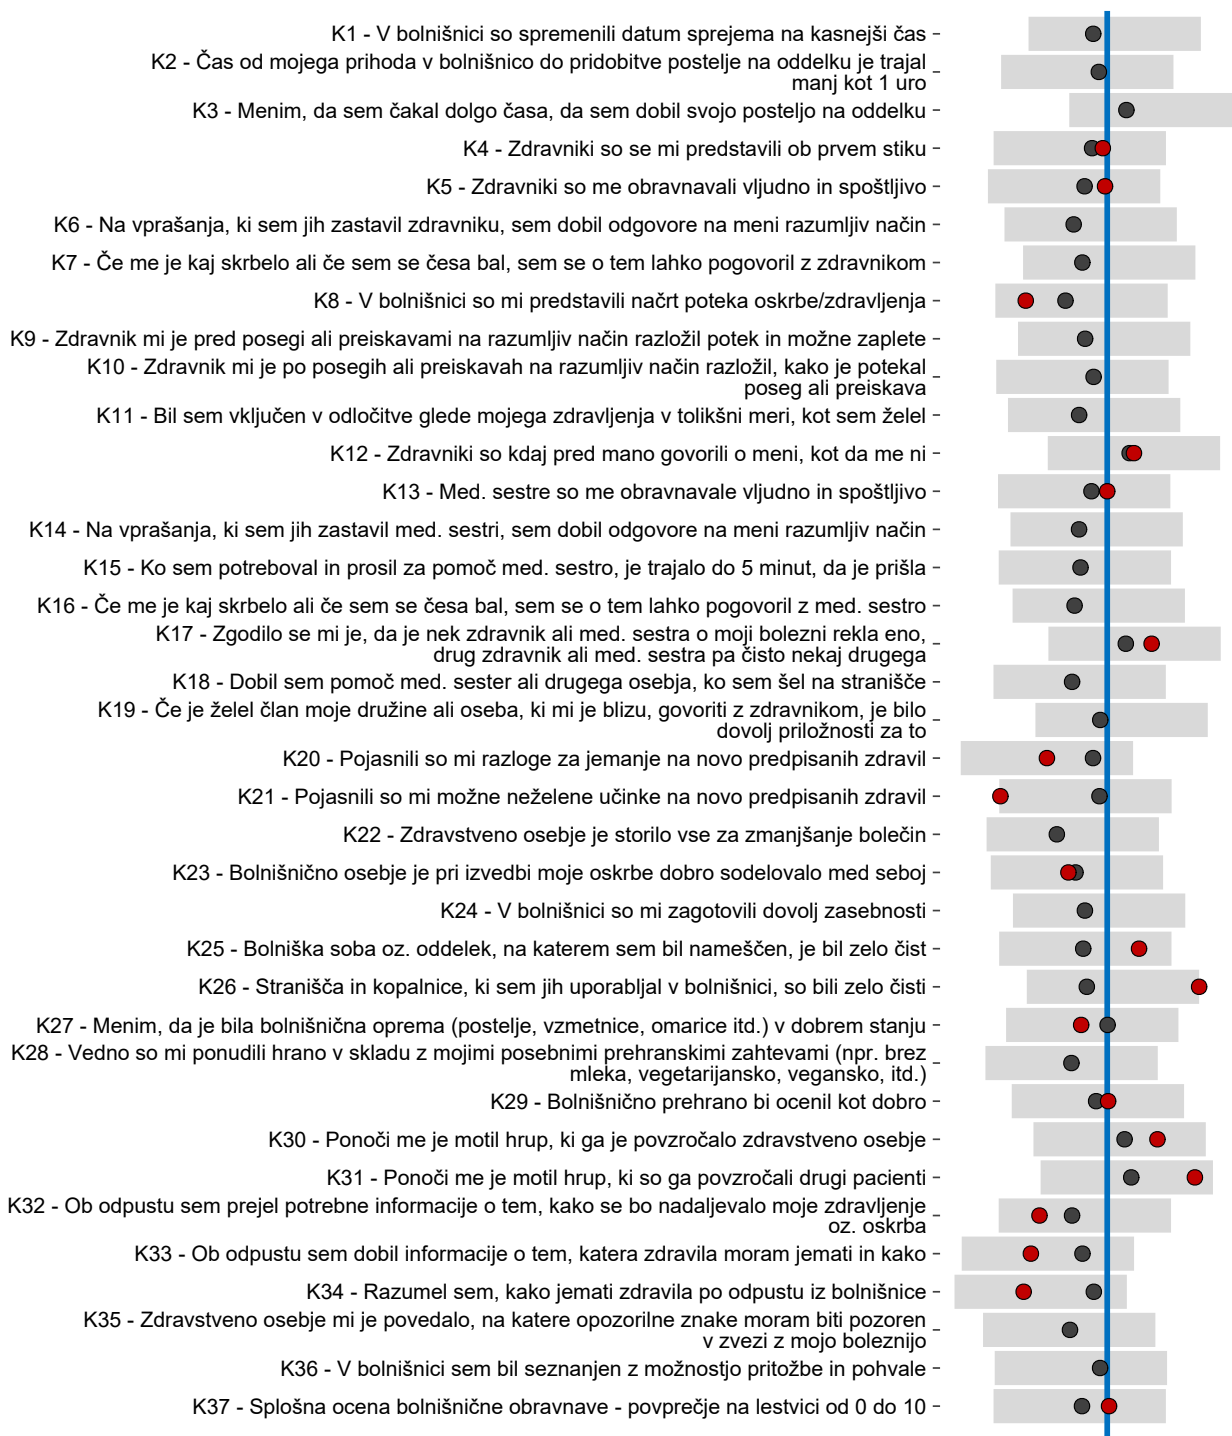 K1 - V bolnišnici so spremenili datum sprejema na kasnejši čas
K2 - Čas od mojega prihoda v bolnišnico do pridobitve postelje na oddelku je trajal
manj kot 1 uro
K3 - Menim, da sem čakal dolgo časa, da sem dobil svojo posteljo na oddelku
K4 - Zdravniki so se mi predstavili ob prvem stiku
K5 - Zdravniki so me obravnavali vljudno in spoštljivo
K6 - Na vprašanja, ki sem jih zastavil zdravniku, sem dobil odgovore na meni razumljiv način
K7 - Če me je kaj skrbelo ali če sem se česa bal, sem se o tem lahko pogovoril z zdravnikom
K8 - V bolnišnici so mi predstavili načrt poteka oskrbe/zdravljenja
K9 - Zdravnik mi je pred posegi ali preiskavami na razumljiv način razložil potek in možne zaplete
K10 - Zdravnik mi je po posegih ali preiskavah na razumljiv način razložil, kako je potekal
poseg ali preiskava
K11 - Bil sem vključen v odločitve glede mojega zdravljenja v tolikšni meri, kot sem želel
K12 - Zdravniki so kdaj pred mano govorili o meni, kot da me ni
K13 - Med. sestre so me obravnavale vljudno in spoštljivo
K14 - Na vprašanja, ki sem jih zastavil med. sestri, sem dobil odgovore na meni razumljiv način
K15 - Ko sem potreboval in prosil za pomoč med. sestro, je trajalo do 5 minut, da je prišla
K16 - Če me je kaj skrbelo ali če sem se česa bal, sem se o tem lahko pogovoril z med. sestro
K17 - Zgodilo se mi je, da je nek zdravnik ali med. sestra o moji bolezni rekla eno,
drug zdravnik ali med. sestra pa čisto nekaj drugega
K18 - Dobil sem pomoč med. sester ali drugega osebja, ko sem šel na stranišče
K19 - Če je želel član moje družine ali oseba, ki mi je blizu, govoriti z zdravnikom, je bilo
dovolj priložnosti za to
K20 - Pojasnili so mi razloge za jemanje na novo predpisanih zdravil
K21 - Pojasnili so mi možne neželene učinke na novo predpisanih zdravil
K22 - Zdravstveno osebje je storilo vse za zmanjšanje bolečin
K23 - Bolnišnično osebje je pri izvedbi moje oskrbe dobro sodelovalo med seboj
K24 - V bolnišnici so mi zagotovili dovolj zasebnosti
K25 - Bolniška soba oz. oddelek, na katerem sem bil nameščen, je bil zelo čist
K26 - Stranišča in kopalnice, ki sem jih uporabljal v bolnišnici, so bili zelo čisti
K27 - Menim, da je bila bolnišnična oprema (postelje, vzmetnice, omarice itd.) v dobrem stanju
K28 - Vedno so mi ponudili hrano v skladu z mojimi posebnimi prehranskimi zahtevami (npr. brez
mleka, vegetarijansko, vegansko, itd.)
K29 - Bolnišnično prehrano bi ocenil kot dobro
K30 - Ponoči me je motil hrup, ki ga je povzročalo zdravstveno osebje
K31 - Ponoči me je motil hrup, ki so ga povzročali drugi pacienti
K32 - Ob odpustu sem prejel potrebne informacije o tem, kako se bo nadaljevalo moje zdravljenje
oz. oskrba
K33 - Ob odpustu sem dobil informacije o tem, katera zdravila moram jemati in kako
K34 - Razumel sem, kako jemati zdravila po odpustu iz bolnišnice
K35 - Zdravstveno osebje mi je povedalo, na katere opozorilne znake moram biti pozoren
v zvezi z mojo boleznijo
K36 - V bolnišnici sem bil seznanjen z možnostjo pritožbe in pohvale
K37 - Splošna ocena bolnišnične obravnave - povprečje na lestvici od 0 do 10